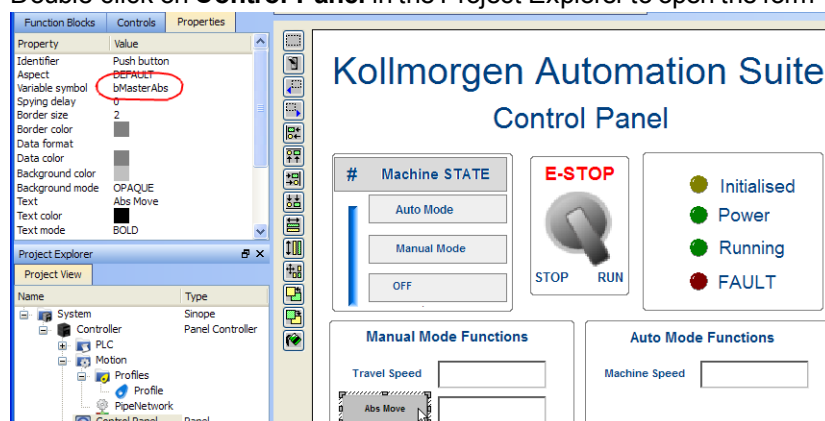 Double-click on Control Panel in the Project Explorer to open the form
Function Blocks Controls Properties
Property Value
Identifier Push button
Aspect DEFAULT
Variable symbol bMasterAbs
Spying delay 0
Border size 2
Border color
Data format
Data color
Background color
Background mode OPAQUE
Text Abs Move
Text color
Text mode BOLD
Project Explorer
Project View
Name Type
System Sinope
Controller Panel Controller
PLC
Motion
Profiles
Profile
PipeNetwork
Control Panel Panel
Kollmorgen Automation Suite
Control Panel
# Machine STATE
Auto Mode
Manual Mode
OFF
E-STOP
STOP RUN
Initialised
Power
Running
FAULT
Manual Mode Functions
Travel Speed
Abs Move
Auto Mode Functions
Machine Speed